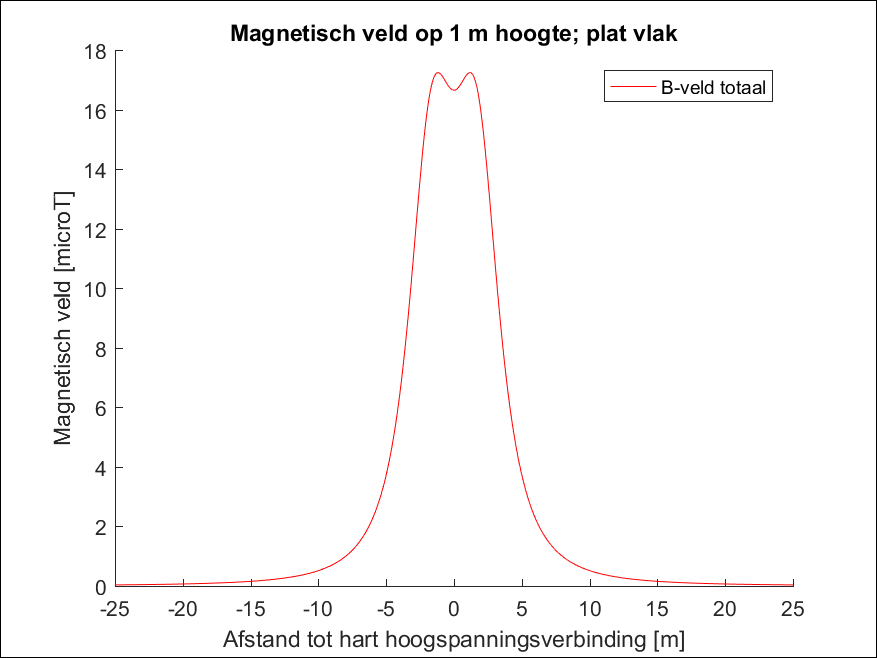 Magnetisch veld op 1 m hoogte; plat vlak
B-veld totaal
Magnetisch veld [microT]
18
16
14
12
10
8
6
4
2
0
-25 -20 -15 -10 -5 0 5 10 15 20 25
Afstand tot hart hoogspanningsverbinding [m]